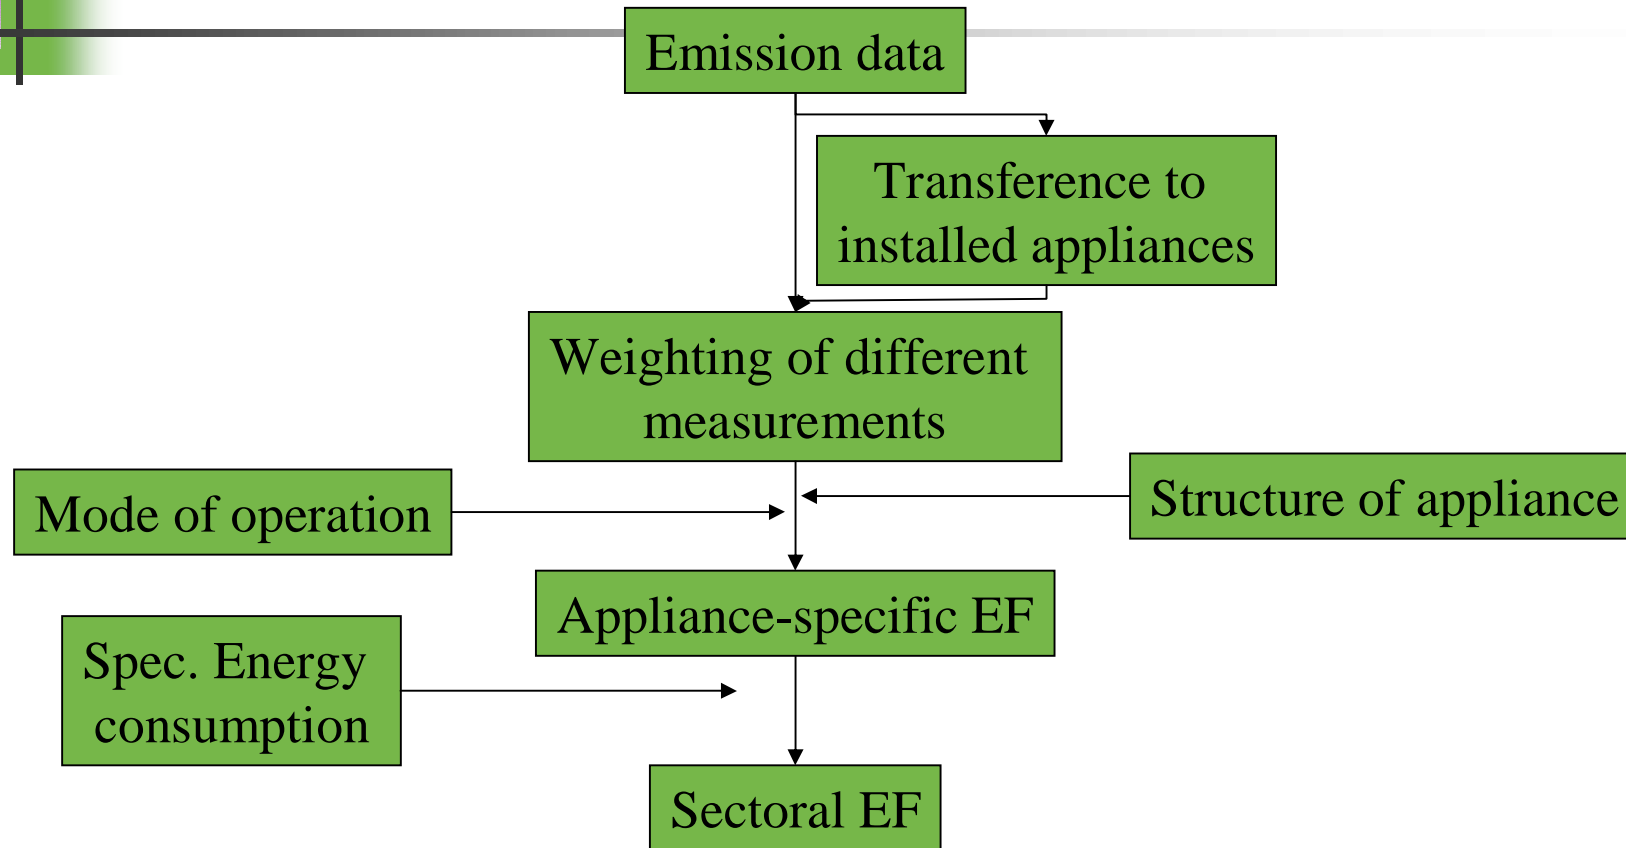 Emission data
Transference to
installed appliances
Weighting of different
measurements
Mode of operation
Structure of appliance
Appliance-specific EF
Spec. Energy
consumption
Sectoral EF